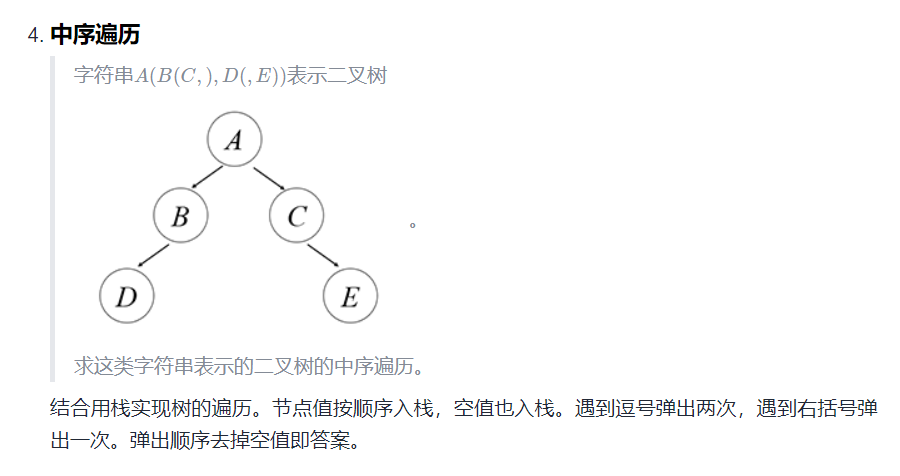 4. 中序遍历
字符串A(B(C,),D(,E))表示二叉树
A
B
C
。
D
E
求这类字符串表示的二叉树的中序遍历。
结合用栈实现树的遍历。节点值按顺序入栈，空值也入栈。遇到逗号弹出两次，遇到右括号弹
出一次。弹出顺序去掉空值即答案。